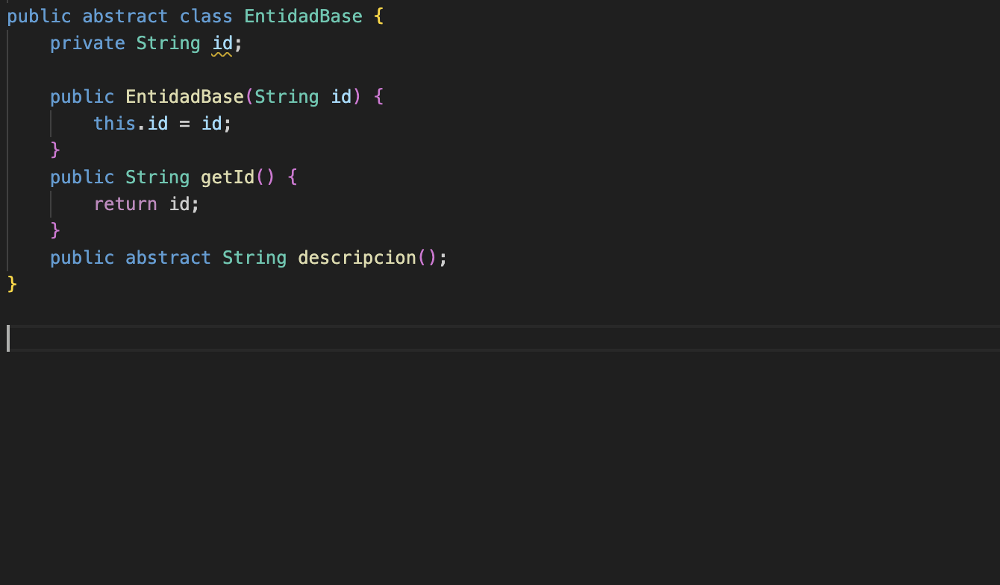 public abstract class EntidadBase {
    private String id;

    public EntidadBase(String id) {
        this.id = id;
    }
    public String getId() {
        return id;
    }
    public abstract String descripcion();
}